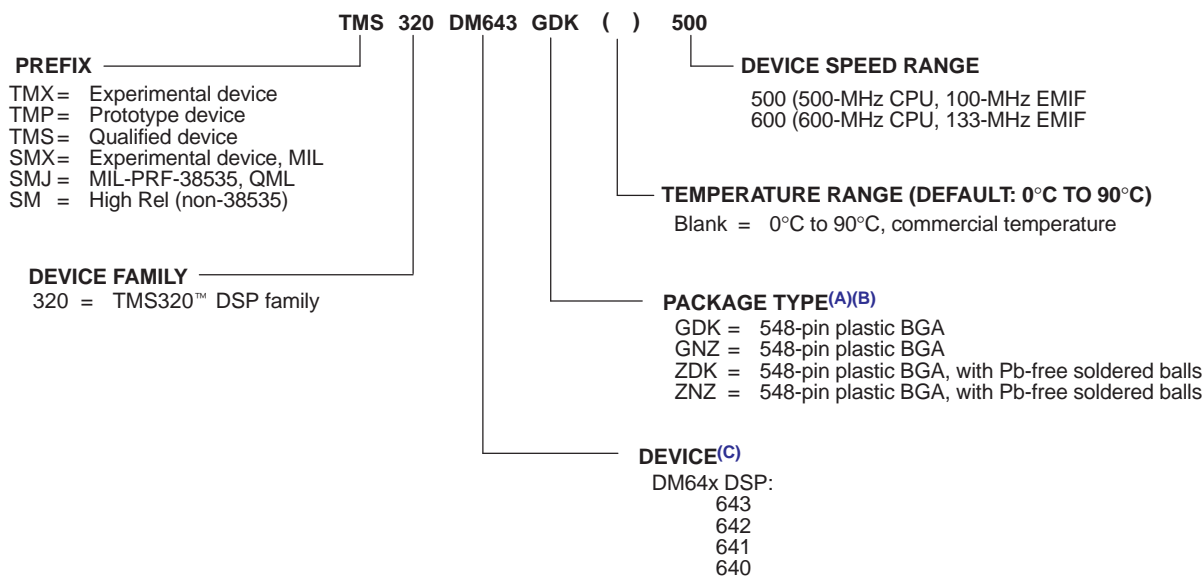 TMS 320 DM643 GDK ( ) 500
PREFIX
TMX = Experimental device
TMP = Prototype device
TMS = Qualified device
SMX = Experimental device, MIL
SMJ = MIL-PRF-38535, QML
SM = High Rel (non-38535)
DEVICE SPEED RANGE
500 (500-MHz CPU, 100-MHz EMIF
600 (600-MHz CPU, 133-MHz EMIF
TEMPERATURE RANGE (DEFAULT: 0°C TO 90°C)
Blank = 0°C to 90°C, commercial temperature
DEVICE FAMILY
320 = TMS320™ DSP family
PACKAGE TYPE(A)(B)
GDK = 548-pin plastic BGA
GNZ = 548-pin plastic BGA
ZDK = 548-pin plastic BGA, with Pb-free soldered balls
ZNZ = 548-pin plastic BGA, with Pb-free soldered balls
DEVICE(C)
DM64x DSP:
643
642
641
640